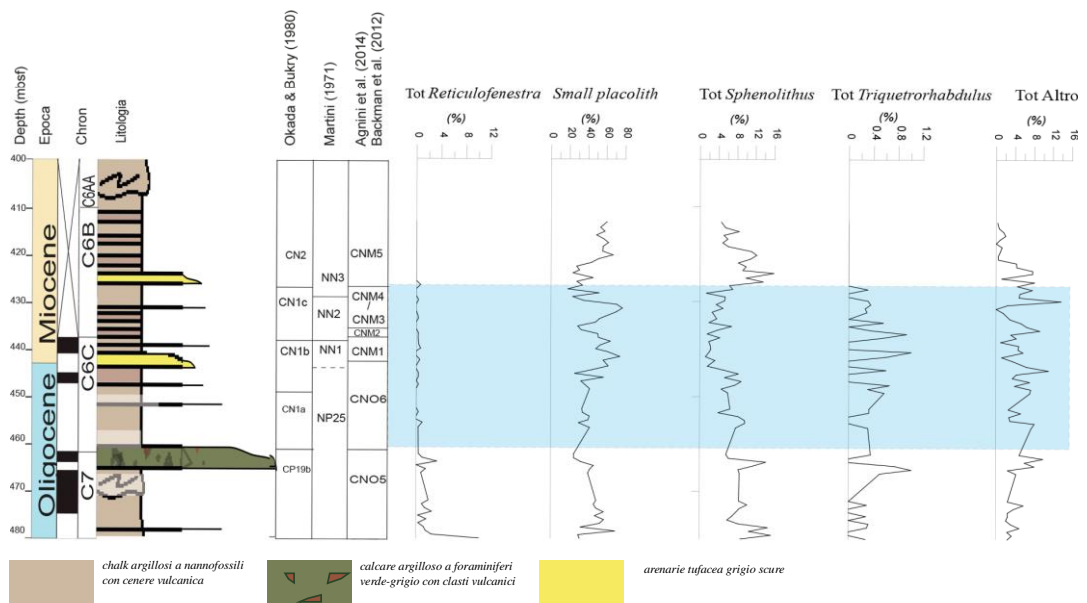 Depth (mbsf)
Epoca
Chron
Litologia
Okada & Bukry (1980)
Martini (1971)
Agnini et al. (2014)
Backman et al. (2012)
Tot Reticulofenestra
(%)
0 4 8 12
Small placolith
(%)
0 20 40 60 80
Tot Sphenolithus
(%)
0 4 8 12 16
Tot Triquetrorhabdulus
(%)
0 0.4 0.8 1.2
Tot Altro
(%)
0 4 8 12 16
400
410
420
430
440
450
460
470
480
Miocene
Oligocene
C6AA
C6B
C6C
C7
CN2
CN1c
CN1b
CN1a
CP19b
NN3
NN2
NN1
NP25
CNM5
CNM4
/
CNM3
CNM2
CNM1
CNO6
CNO5
chalk argillosi a nannofossili
con cenere vulcanica
calcare argilloso a foraminiferi
verde-grigio con clasti vulcanici
arenarie tufacea grigio scure